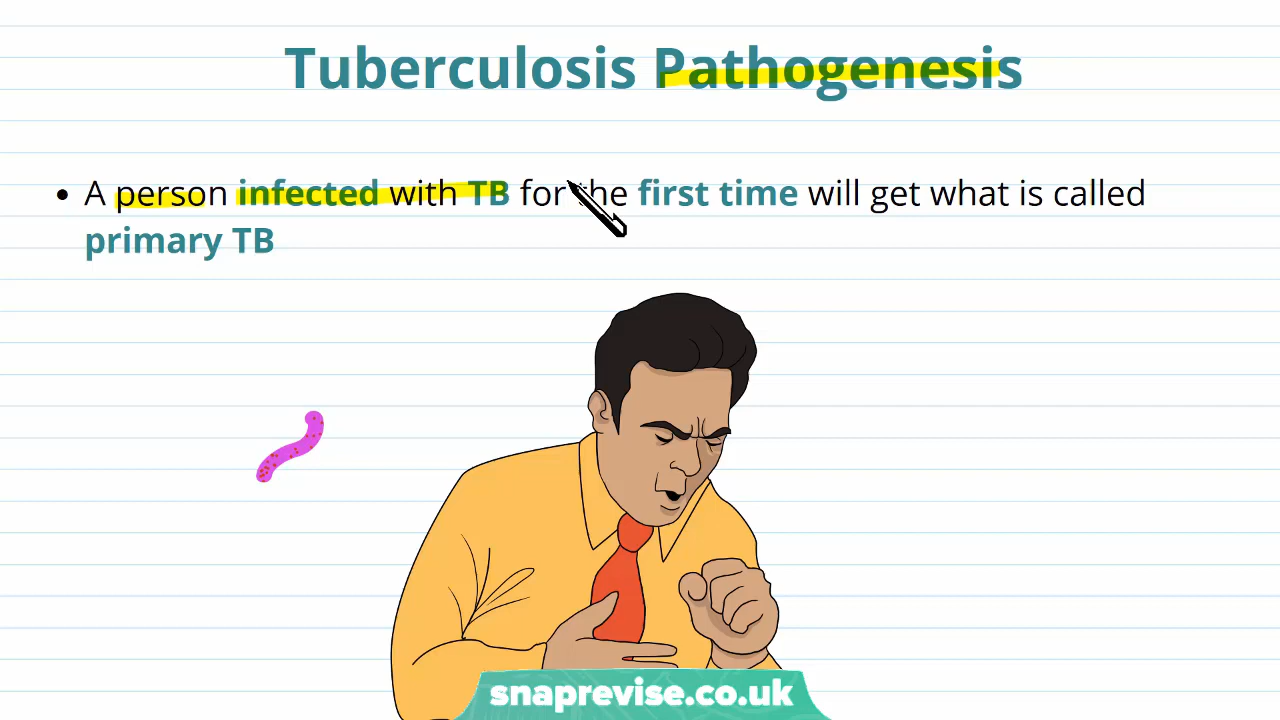 Tuberculosis Pathogenesis
• A person infected with TB for the first time will get what is called
primary TB
snaprevise.co.uk